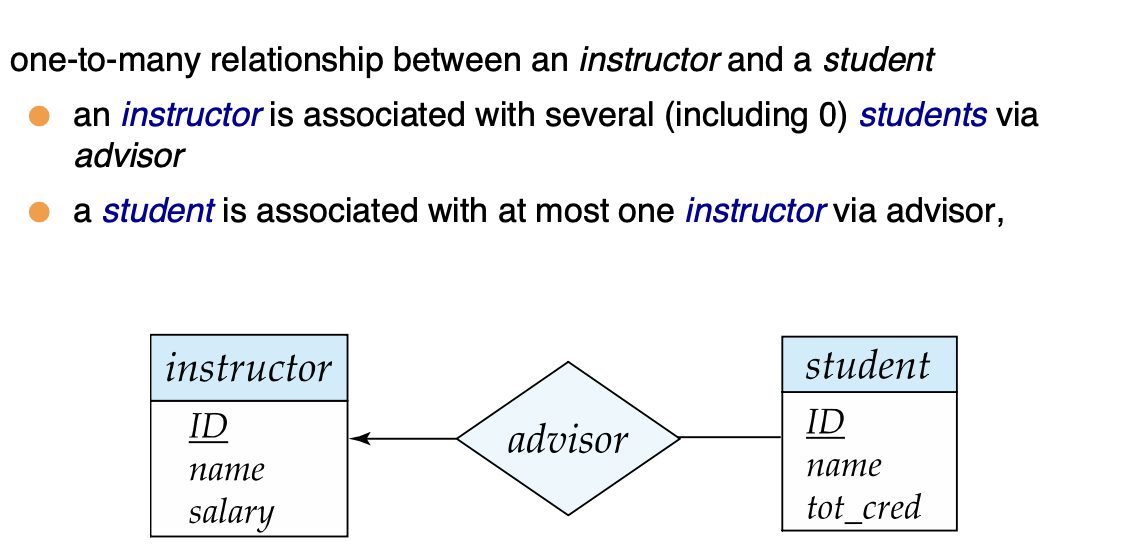 one-to-many relationship between an instructor and a student
an instructor is associated with several (including 0) students via
advisor
a student is associated with at most one instructor via advisor,
instructor
ID
name
salary
advisor
student
ID
name
tot_cred